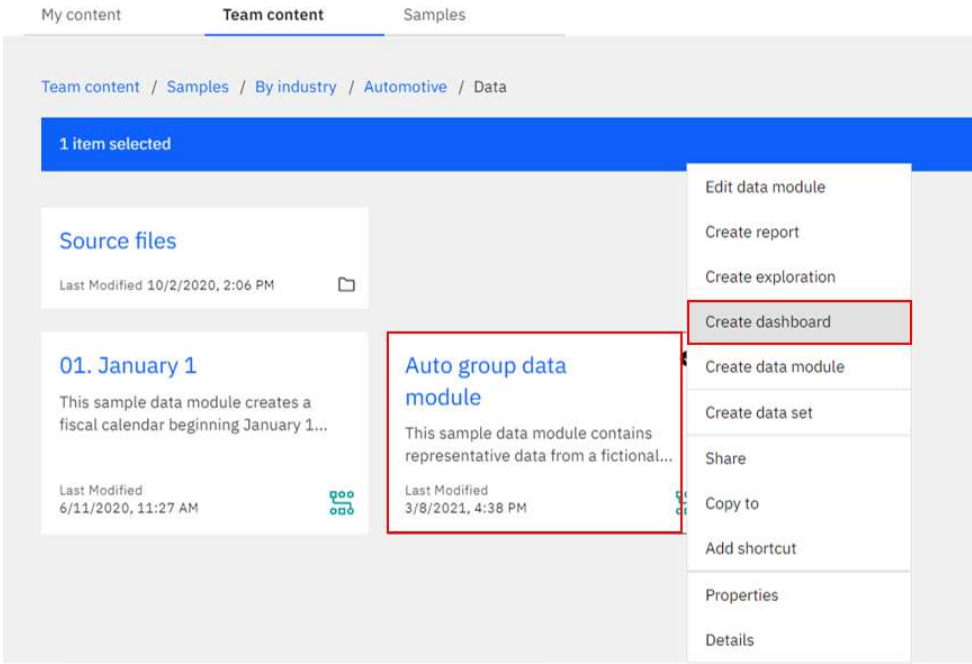 My content
Team content
Samples
Team content / Samples / By industry / Automotive / Data
1 item selected
Source files
Last Modified 10/2/2020, 2:06 PM
01. January 1
This sample data module creates a
fiscal calendar beginning January 1...
Last Modified
6/11/2020, 11:27 AM
Auto group data
module
This sample data module contains
representative data from a fictional...
Last Modified
3/8/2021, 4:38 PM
Edit data module
Create report
Create exploration
Create dashboard
Create data module
Create data set
Share
Copy to
Add shortcut
Properties
Details